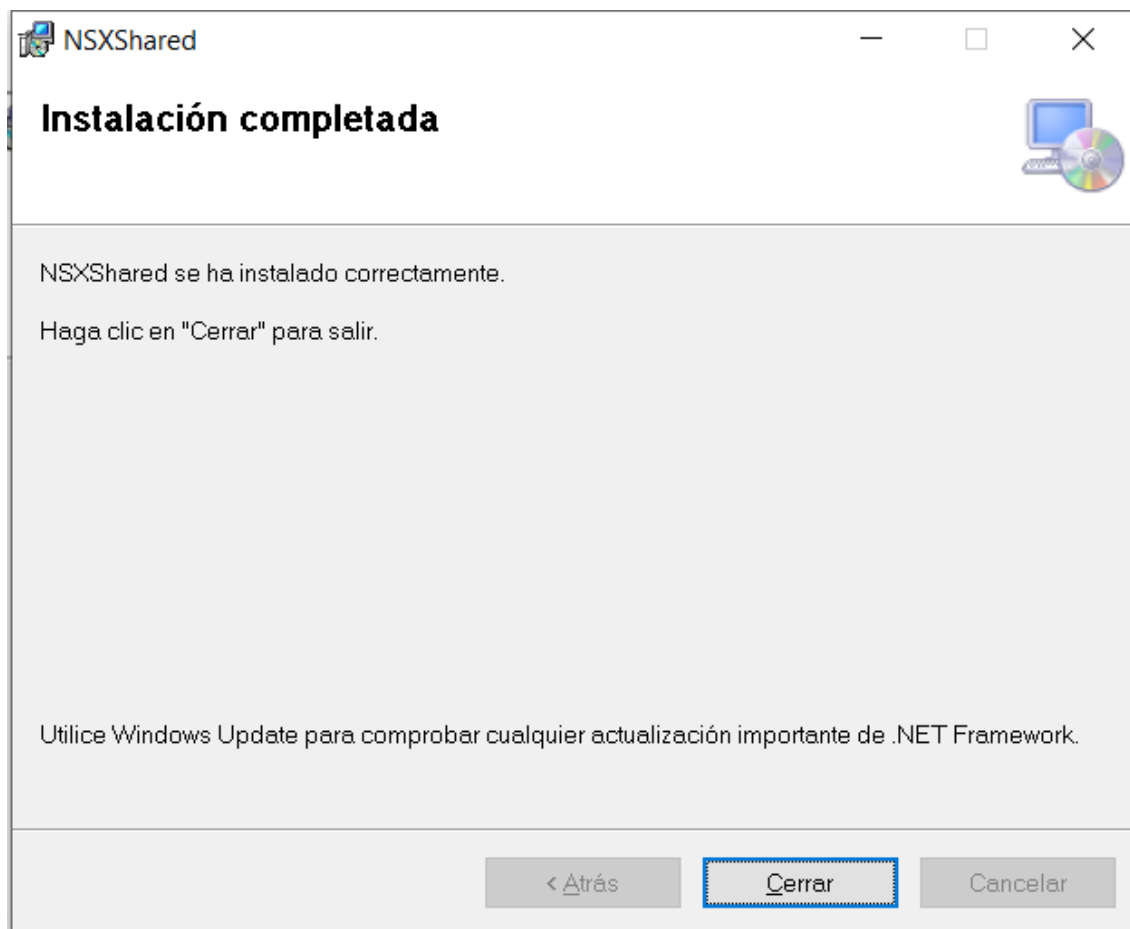 NSXShared
Instalación completada
NSXShared se ha instalado correctamente.
Haga clic en "Cerrar" para salir.
Utilice Windows Update para comprobar cualquier actualización importante de .NET Framework.
< Atrás
Cerrar
Cancelar